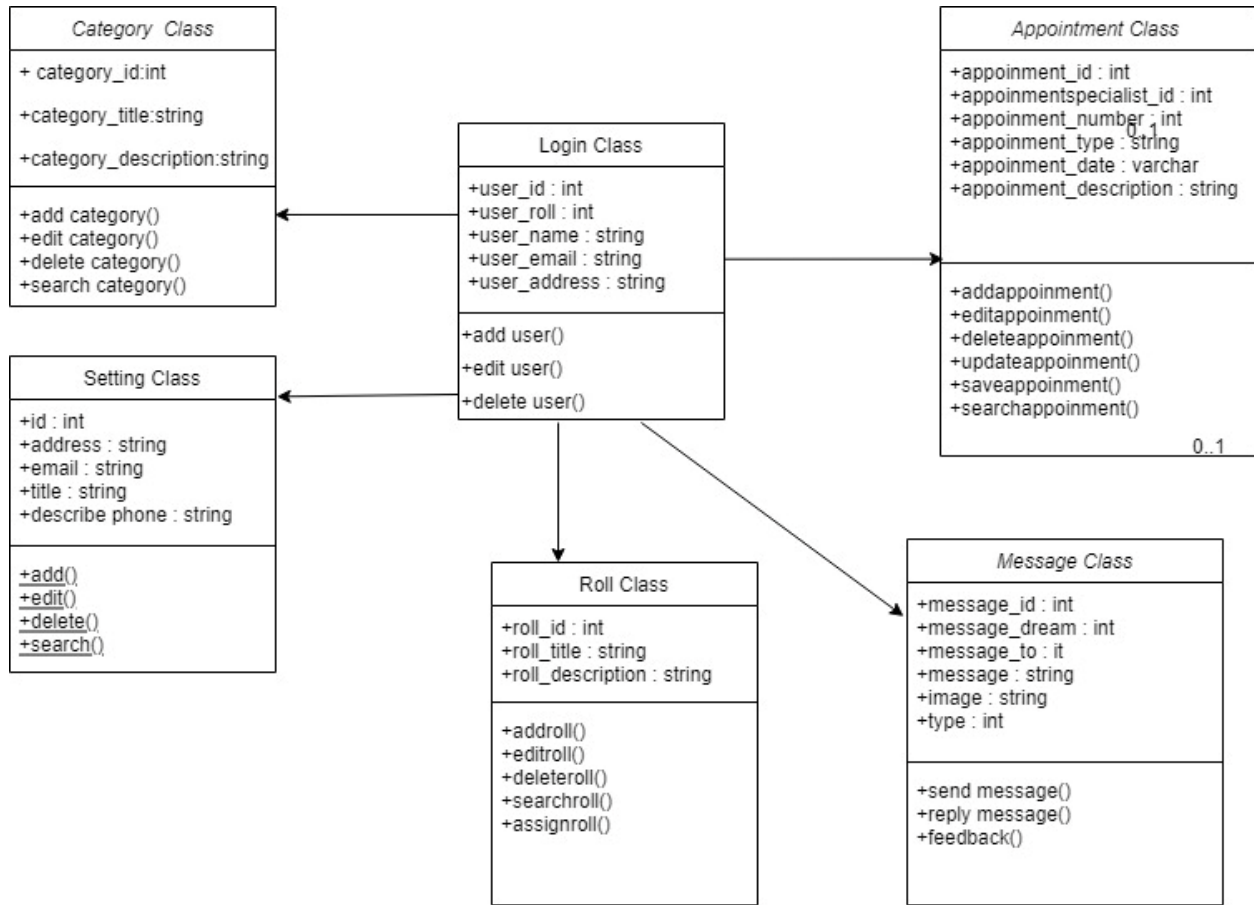 Category  Class
+ category_id:int
+category_title:string
+category_description:string
+add category()
+edit category()
+delete category()
+search category()
Setting Class
+id : int
+address : string
+email : string
+title : string
+describe phone : string
+add()
+edit()
+delete()
+search()
Login Class
+user_id : int
+user_roll : int
+user_name : string
+user_email : string
+user_address : string
+add user()
+edit user()
+delete user()
Roll Class
+roll_id : int
+roll_title : string
+roll_description : string
+addroll()
+editroll()
+deleteroll()
+searchroll()
+assignroll()
Appointment Class
+appoinment_id : int
+appoinmentspecialist_id : int
+appoinment_number : int
0..1
+appoinment_type : string
+appoinment_date : varchar
+appoinment_description : string
+addappoinment()
+editappoinment()
+deleteappoinment()
+updateappoinment()
+saveappoinment()
+searchappoinment()
0..1
Message Class
+message_id : int
+message_dream : int
+message_to : it
+message : string
+image : string
+type : int
+send message()
+reply message()
+feedback()